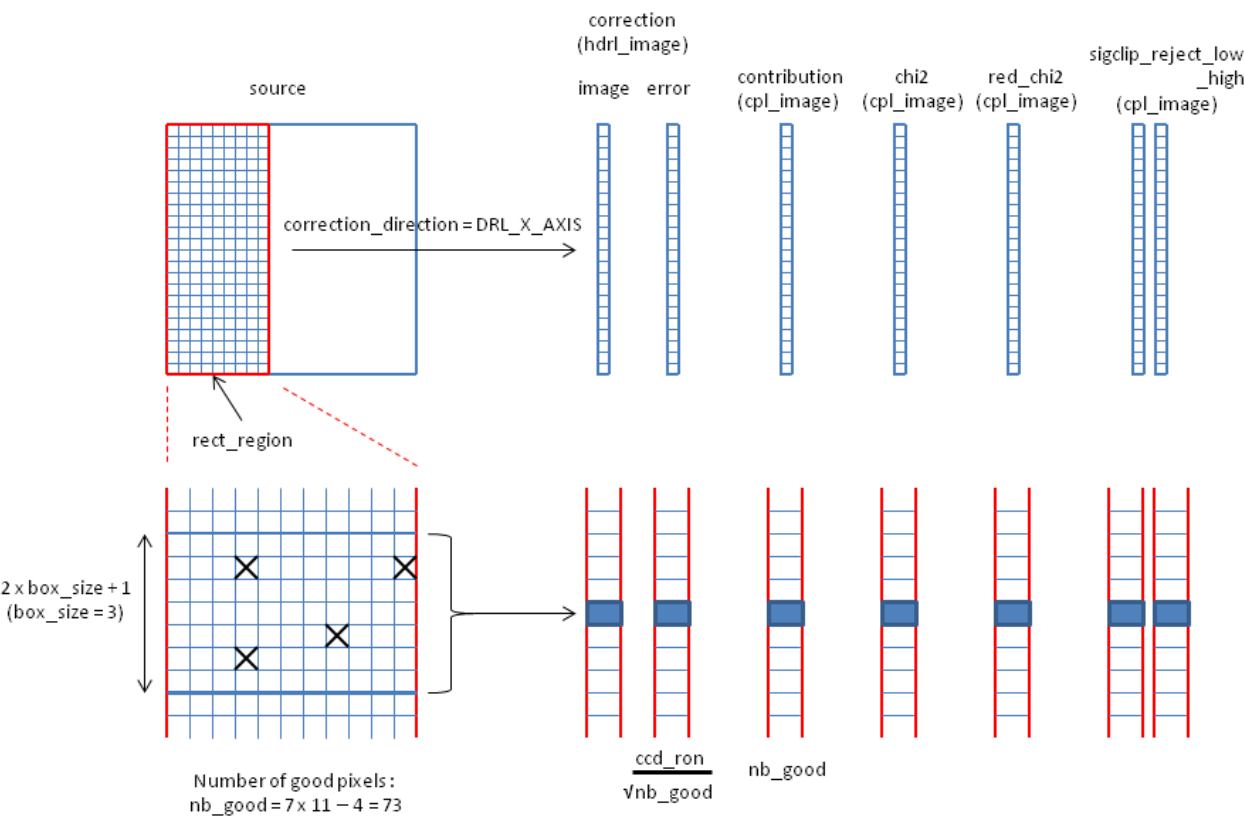 correction
(hdrl_image)
sigclip_reject_low
_high
(cpl_image)
source
image error
contribution
(cpl_image)
chi2
(cpl_image)
red_chi2
(cpl_image)
correction_direction = DRL_X_AXIS
rect_region
2 x box_size + 1
(box_size = 3)
ccd_ron
√nb_good
nb_good
Number of good pixels :
nb_good = 7 x 11 – 4 = 73